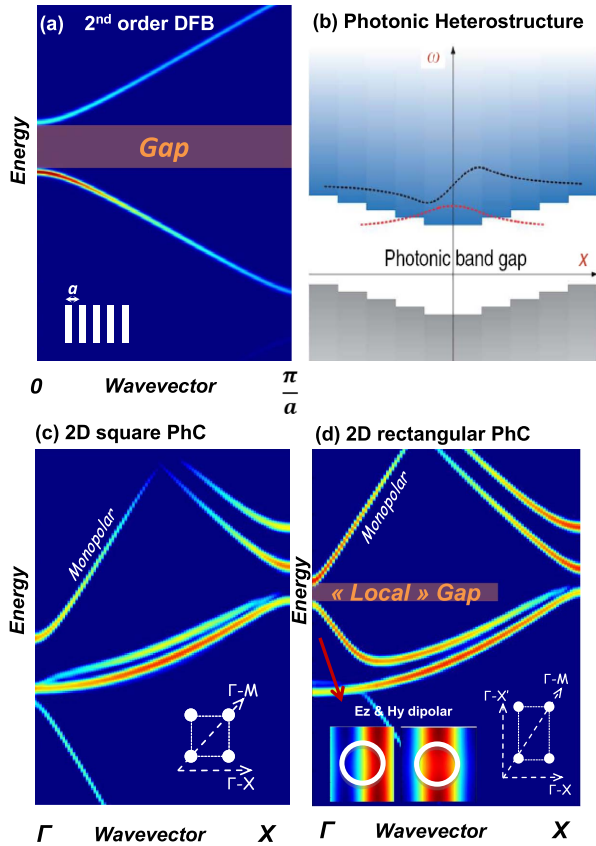 (a) 2nd order DFB
Energy
Gap
a
0 Wavevector π/a
(b) Photonic Heterostructure
ω
Photonic band gap
x
(c) 2D square PhC
Energy
Monopolar
Γ-M
Γ-X
Γ Wavevector X
(d) 2D rectangular PhC
Energy
Monopolar
« Local » Gap
Ez & Hy dipolar
Γ-X'
Γ-M
Γ-X
Γ Wavevector X